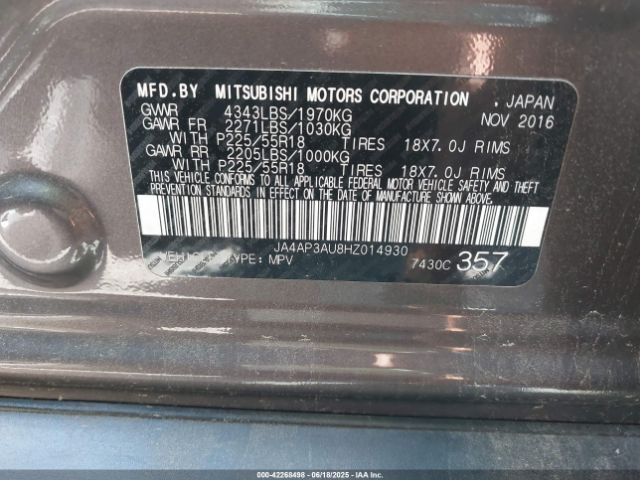 MFD.BY MITSUBISHI MOTORS CORPORATION , JAPAN
GVWR 4343LBS/1970KG NOV 2016
GAWR FR 2271LBS/1030KG
WITH P225/55R18 TIRES 18X7.0J RIMS
GAWR RR 2205LBS/1000KG
WITH P225/55R18 TIRES 18X7.0J RIMS
THIS VEHICLE CONFORMS TO ALL APPLICABLE FEDERAL MOTOR VEHICLE SAFETY AND THEFT
PREVENTION STANDARDS IN EFFECT ON THE DATE OF MANUFACTURE SHOWN ABOVE.
JA4AP3AU8HZ014930
VEHICLE TYPE: MPV 7430C 357
000-42268498 - 06/18/2025 - IAAI.COM